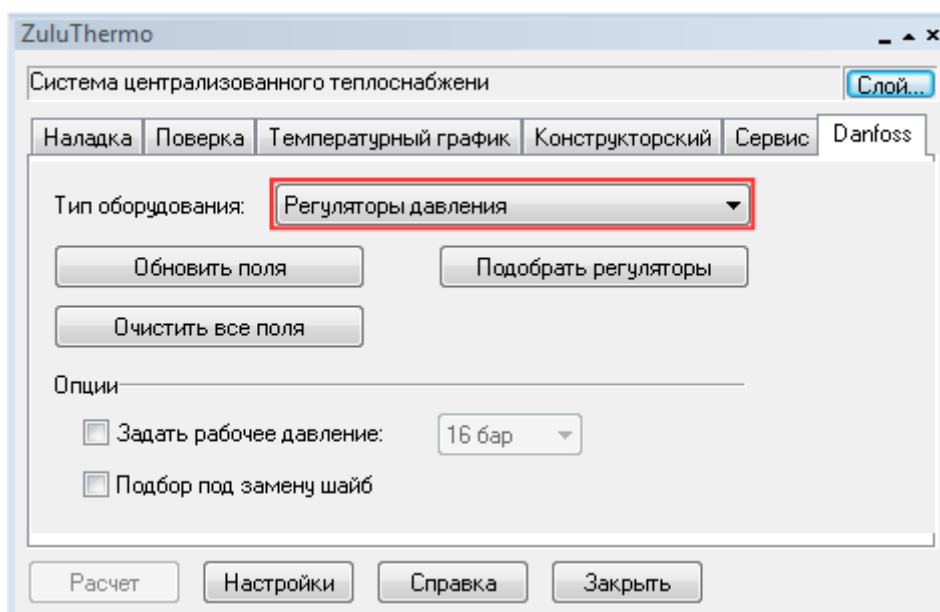 ZuluThermo
Система централизованного теплоснабжени
Слой...
Наладка Поверка Температурный график Конструкторский Сервис Danfoss
Тип оборудования: Регуляторы давления
Обновить поля Подобрать регуляторы
Очистить все поля
Опции
Задать рабочее давление: 16 бар
Подбор под замену шайб
Расчет Настройки Справка Закрыть